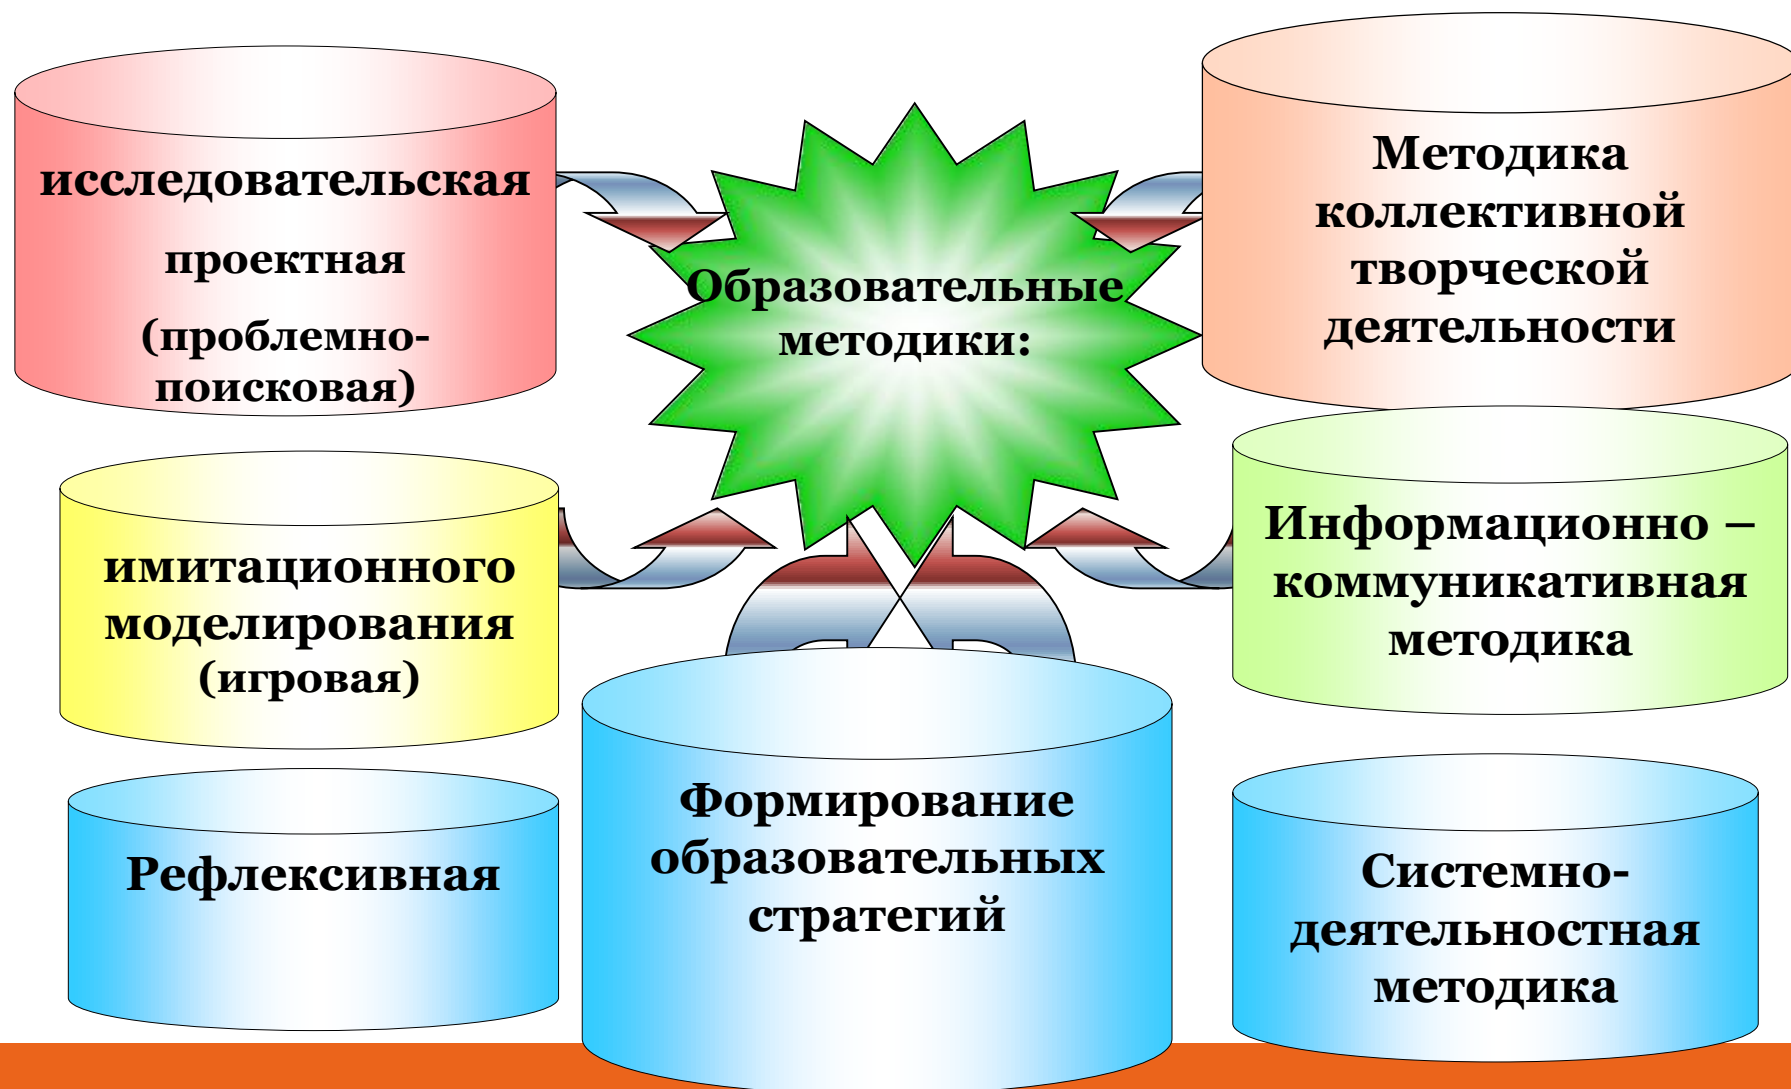 исследовательская
проектная
(проблемно-
поисковая)
Образовательные
методики:
Методика
коллективной
творческой
деятельности
имитационного
моделирования
(игровая)
Информационно –
коммуникативная
методика
Рефлексивная
Формирование
образовательных
стратегий
Системно-
деятельностная
методика